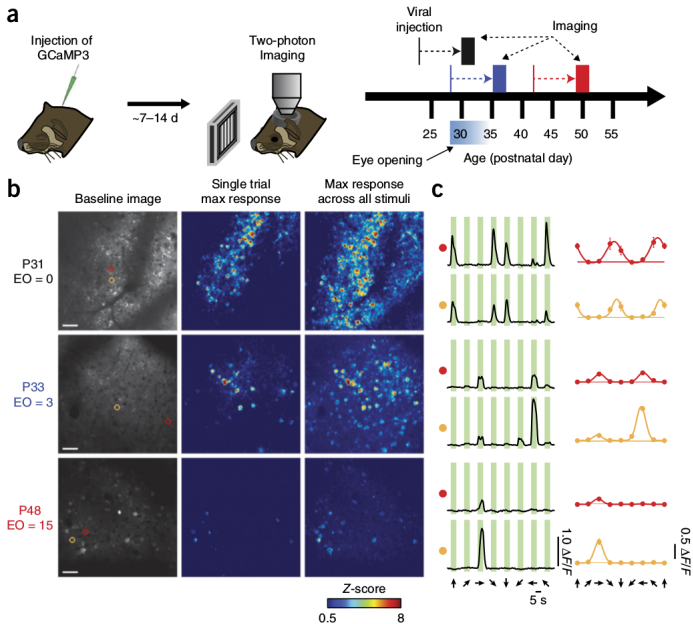 a
Injection of
GCaMP3
~7–14 d
Two-photon
Imaging
Viral
injection
Imaging
25 30 35 40 45 50 55
Eye opening
Age (postnatal day)
b
Baseline image
Single trial
max response
Max response
across all stimuli
P31
EO = 0
P33
EO = 3
P48
EO = 15
Z-score
0.5 8
c
1.0 ΔF/F
0.5 ΔF/F
5 s